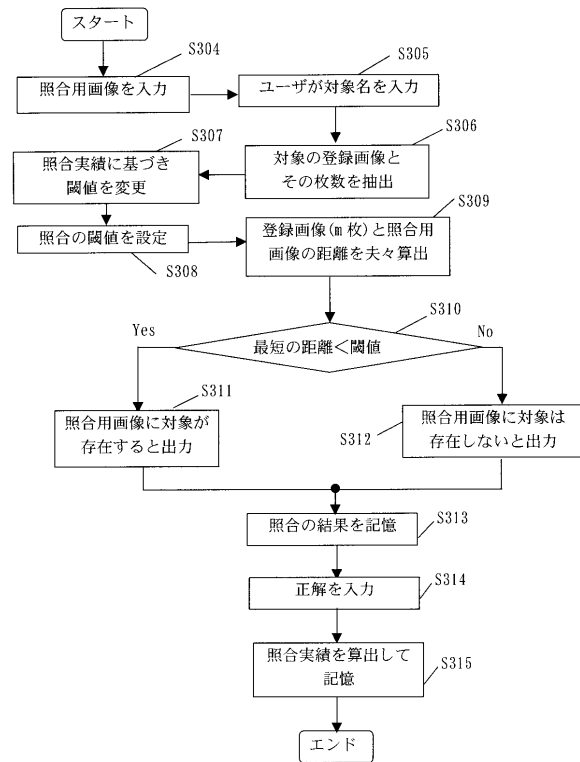 スタート
S304
照合用画像を入力
S305
ユーザが対象名を入力
S306
対象の登録画像と
その枚数を抽出
S307
照合実績に基づき
閾値を変更
照合の閾値を設定
S308
S309
登録画像(m枚)と照合用
画像の距離を夫々算出
S310
最短の距離<閾値
Yes
No
S311
照合用画像に対象が
存在すると出力
S312
照合用画像に対象は
存在しないと出力
照合の結果を記憶
S313
正解を入力
S314
照合実績を算出して
記憶
S315
エンド